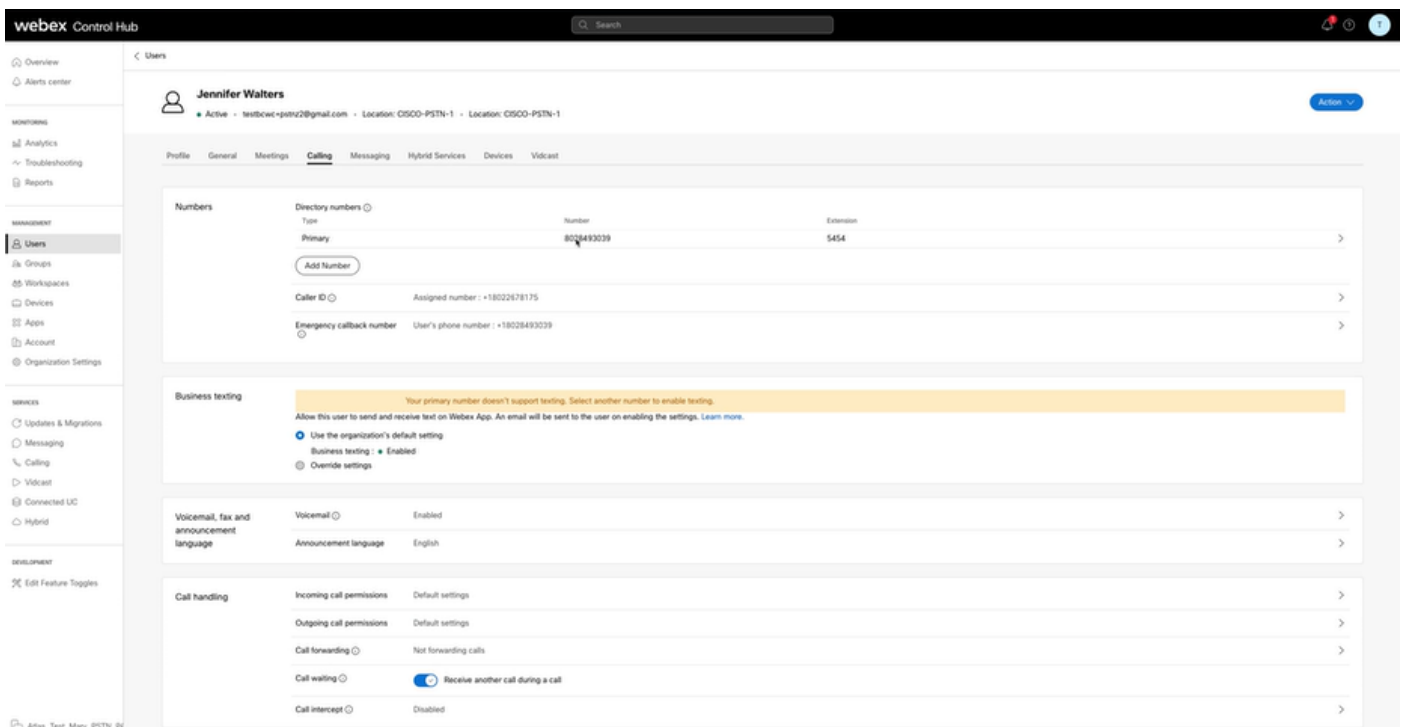 webex Control Hub
Search
T
Overview
Alerts center
MONITORING
Analytics
Troubleshooting
Reports
MANAGEMENT
Users
Groups
Workspaces
Devices
Apps
Account
Organization Settings
SERVICES
Updates & Migrations
Messaging
Calling
Vidcast
Connected UC
Hybrid
DEVELOPMENT
Edit Feature Toggles
Users
Jennifer Walters
Active · testbcwc+pstnz2@gmail.com · Location: CISCO-PSTN-1 · Location: CISCO-PSTN-1
Action
Profile General Meetings Calling Messaging Hybrid Services Devices Vidcast
Numbers
Directory numbers
Type Number Extension
Primary 8028493039 5454
Add Number
Caller ID Assigned number : +18022678175
Emergency callback number User's phone number : +18028493039
Business texting
Your primary number doesn't support texting. Select another number to enable texting.
Allow this user to send and receive text on Webex App. An email will be sent to the user on enabling the settings. Learn more.
Use the organization's default setting
Business texting : Enabled
Override settings
Voicemail, fax and
announcement
language
Voicemail Enabled
Announcement language English
Call handling
Incoming call permissions Default settings
Outgoing call permissions Default settings
Call forwarding Not forwarding calls
Call waiting Receive another call during a call
Call intercept Disabled